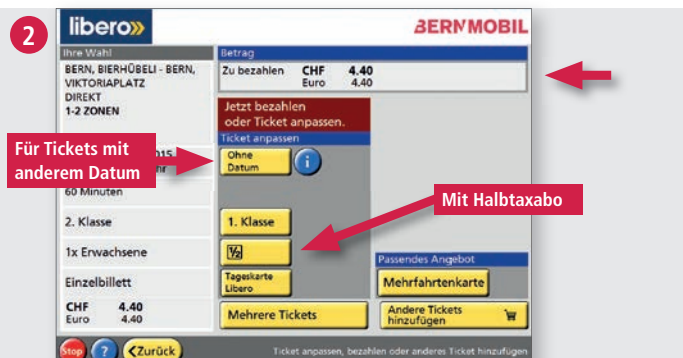 2
libero»
BERNMOBIL
Ihre Wahl
BERN, BIERHÜBELI - BERN,
VIKTORIAPLATZ
DIREKT
1-2 ZONEN
Betrag
Zu bezahlen CHF 4.40
Euro 4.40
Jetzt bezahlen
oder Ticket anpassen.
Ticket anpassen
Für Tickets mit
anderem Datum
Ohne
Datum
i
60 Minuten
Mit Halbtaxabo
2. Klasse
1. Klasse
1x Erwachsene
½
Passendes Angebot
Einzelbillett
Tageskarte
Libero
Mehrfahrtenkarte
CHF 4.40
Euro 4.40
Mehrere Tickets
Andere Tickets
hinzufügen
Stop
?
Zurück
Ticket anpassen, bezahlen oder anderes Ticket hinzufügen